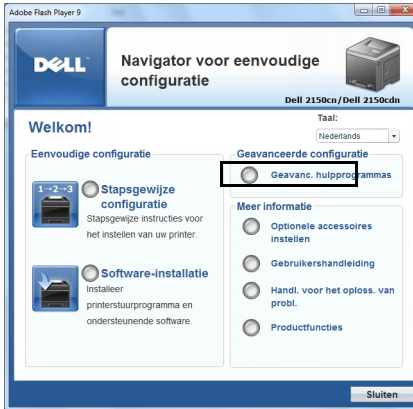 Adobe Flash Player 9
DELL
Navigator voor eenvoudige
configuratie
Dell 2150cn/Dell 2150cdn
Welkom!
Taal:
Nederlands
Eenvoudige configuratie
1→2→3
Stapsgewijze
configuratie
Stapsgewijze instructies voor
het instellen van uw printer.
Software-installatie
Installeer
printerstuurprogramma en
ondersteunende software.
Geavanceerde configuratie
Geavanc. hulpprogrammas
Meer informatie
Optionele accessoires
instellen
Gebruikershandleiding
Handl. voor het oploss. van
probl.
Productfuncties
Sluiten